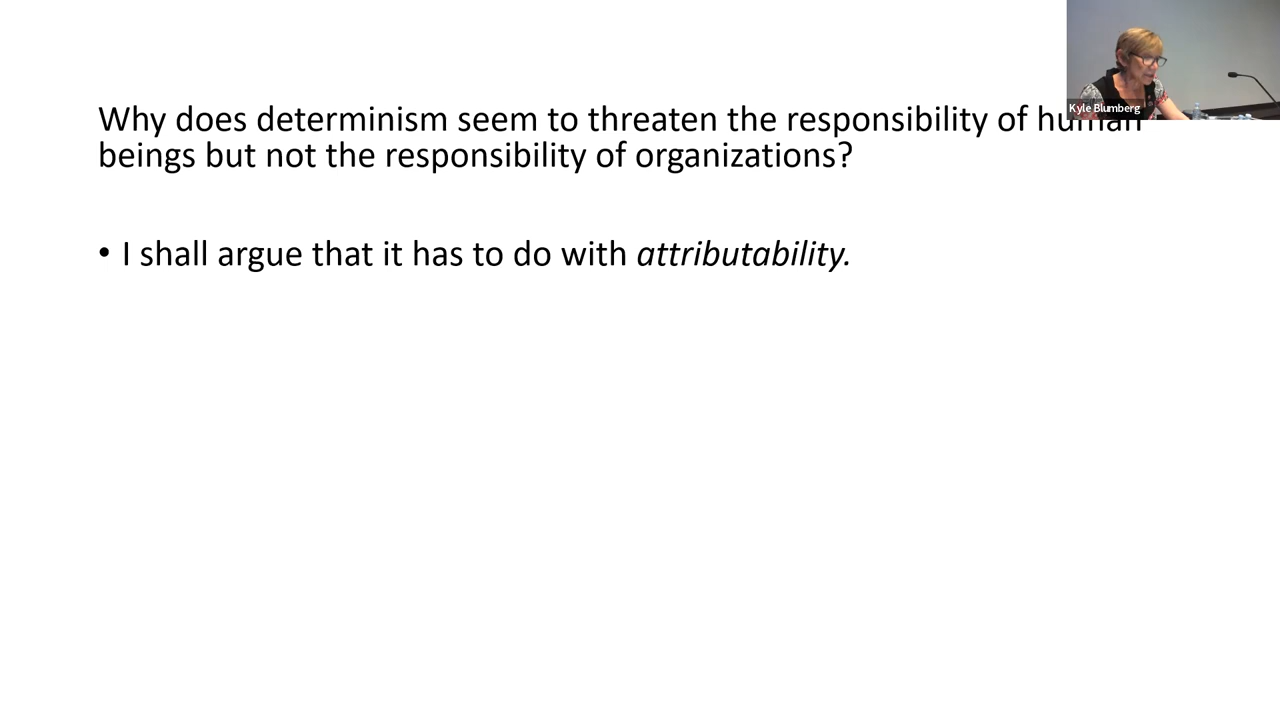 Why does determinism seem to threaten the responsibility of human
beings but not the responsibility of organizations?
• I shall argue that it has to do with attributability.
Kyle Blumberg